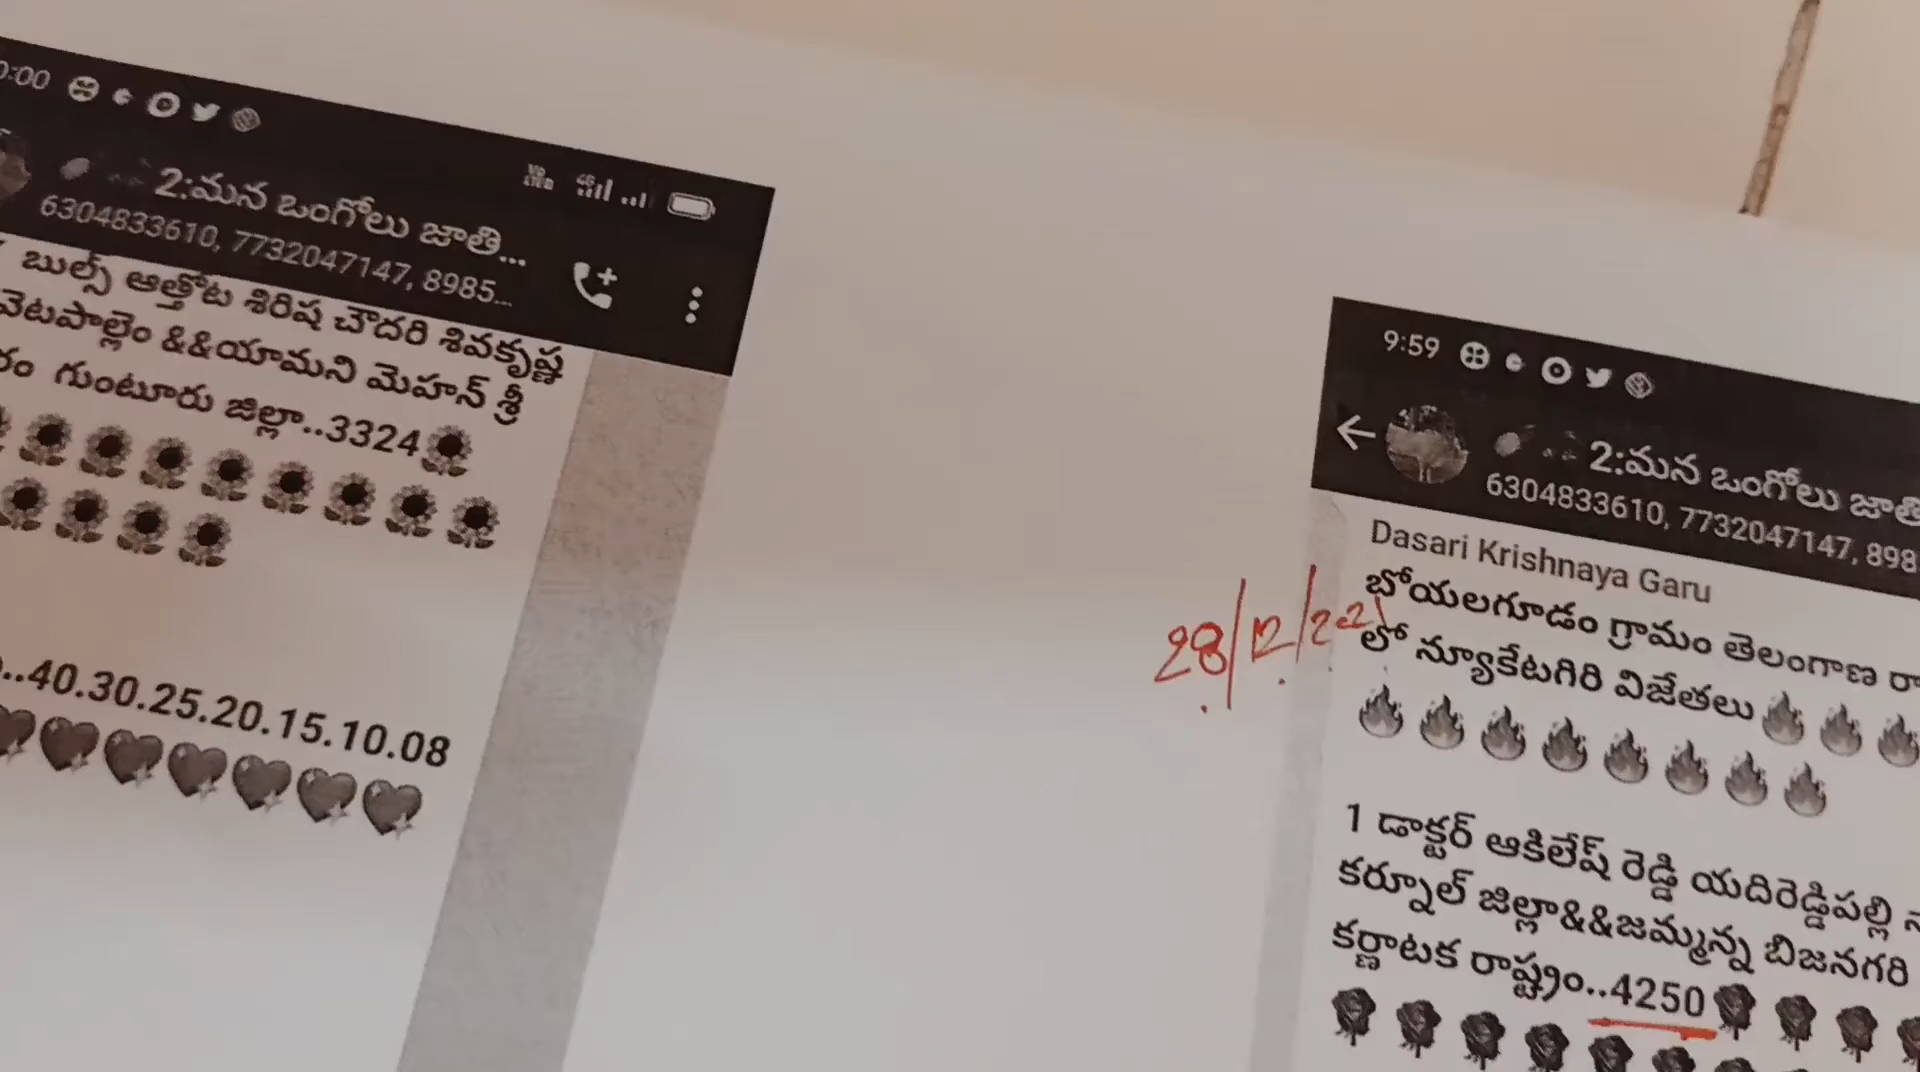 0:00
2:మన ఒంగోలు జాతి...
6304833610, 7732047147, 8985...
బుల్స్ ఆత్తోట శిరిష చౌదరి శివకృష్ణ
వెటపాల్లెం &&యామని మెహన్ శ్రీ
రం గుంటూరు జిల్లా..3324
..40.30.25.20.15.10.08
28/12/22
9:59
2:మన ఒంగోలు జాతి
6304833610, 7732047147, 898
Dasari Krishnaya Garu
బోయలగూడం గ్రామం తెలంగాణ రా
లో న్యూకేటగిరి విజేతలు
1 డాక్టర్ ఆకిలేష్ రెడ్డి యదిరెడ్డిపల్లి
కర్నూల్ జిల్లా&&జమ్మన్న బిజనగరి
కర్ణాటక రాష్ట్రం..4250